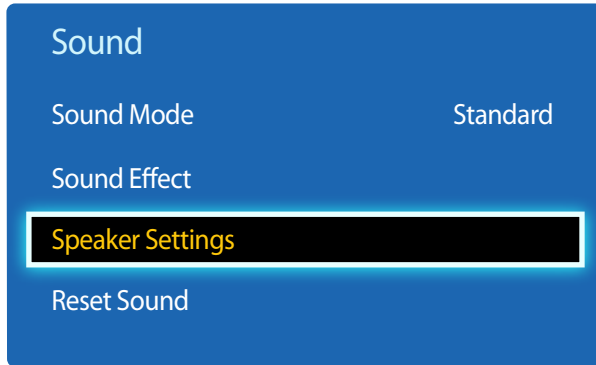 Sound
Sound Mode Standard
Sound Effect
Speaker Settings
Reset Sound